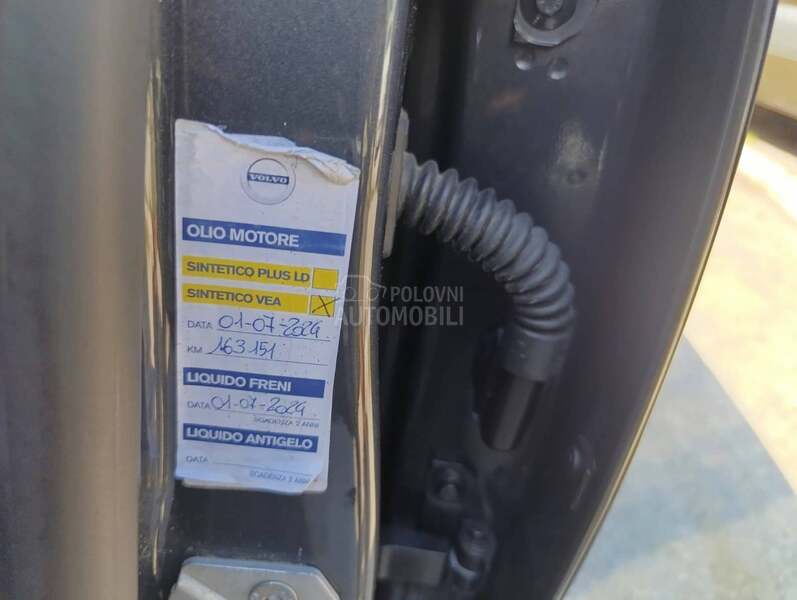 VOLVO
OLIO MOTORE
SINTETICO PLUS LD
SINTETICO VEA X
DATA 01-07-2024
KM 163151
LIQUIDO FRENI
DATA 01-07-2024
SCADENZA 2 ANNI
LIQUIDO ANTIGELO
DATA
SCADENZA 3 ANNI
POLOVNI
AUTOMOBILI